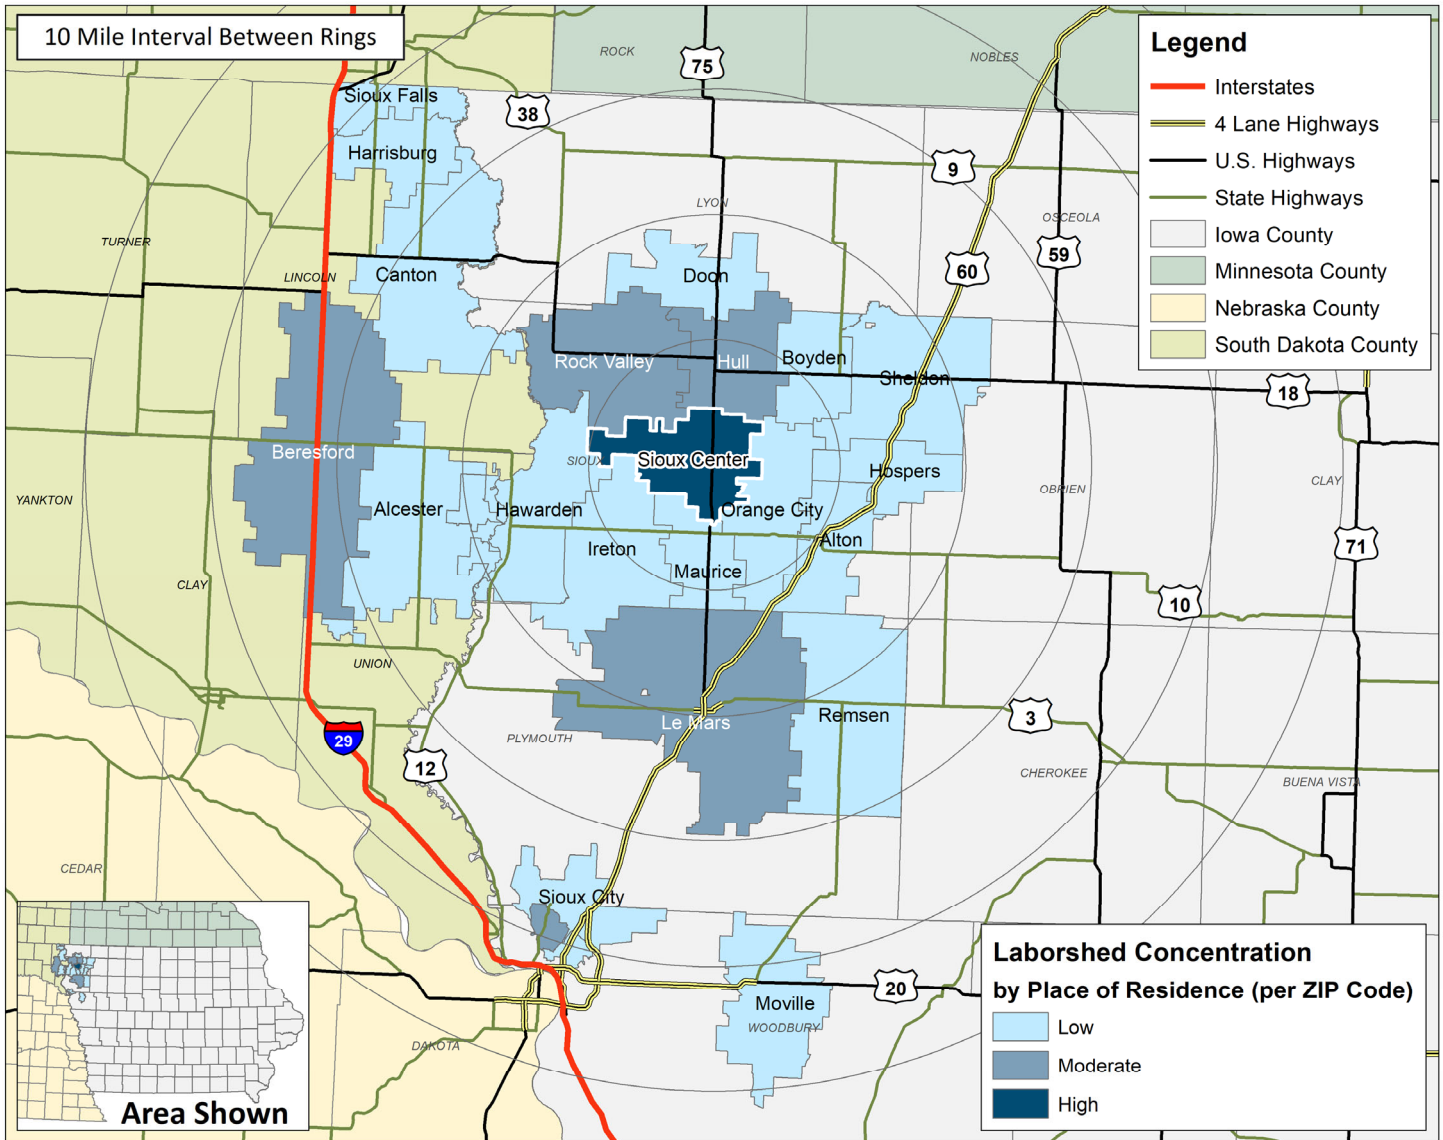 10 Mile Interval Between Rings
Legend
Interstates
4 Lane Highways
U.S. Highways
State Highways
Iowa County
Minnesota County
Nebraska County
South Dakota County
ROCK
NOBLES
75
38
9
Sioux Falls
Harrisburg
LYON
OSCEOLA
TURNER
LINCOLN
Canton
Doon
60
59
Rock Valley
Hull
Boyden
Sheldon
18
Beresford
SIOUX
Sioux Center
Hospers
YANKTON
OBRIEN
CLAY
Alcester
Hawarden
Orange City
Ireton
Alton
71
CLAY
Maurice
10
UNION
Le Mars
Remsen
3
29
12
PLYMOUTH
CHEROKEE
BUENA VISTA
CEDAR
Sioux City
20
Moville
WOODBURY
DAKOTA
Area Shown
Laborshed Concentration
by Place of Residence (per ZIP Code)
Low
Moderate
High